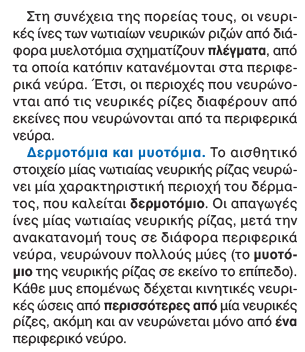 Στη συνέχεια της πορείας τους, οι νευρι-
κές ίνες των νωτιαίων νευρικών ριζών από διά-
φορα μυελοτόμια σχηματίζουν πλέγματα, από
τα οποία κατόπιν κατανέμονται στα περιφε-
ρικά νεύρα. Έτσι, οι περιοχές που νευρώνο-
νται από τις νευρικές ρίζες διαφέρουν από
εκείνες που νευρώνονται από τα περιφερικά
νεύρα.
Δερμοτόμια και μυοτόμια. Το αισθητικό
στοιχείο μίας νωτιαίας νευρικής ρίζας νευρώ-
νει μία χαρακτηριστική περιοχή του δέρμα-
τος, που καλείται δερμοτόμιο. Οι απαγωγές
ίνες μίας νωτιαίας νευρικής ρίζας, μετά την
ανακατανομή τους σε διάφορα περιφερικά
νεύρα, νευρώνουν πολλούς μύες (το μυοτό-
μιο της νευρικής ρίζας σε εκείνο το επίπεδο).
Κάθε μυς επομένως δέχεται κινητικές νευρι-
κές ώσεις από περισσότερες από μία νευρικές
ρίζες, ακόμη και αν νευρώνεται μόνο από ένα
περιφερικό νεύρο.